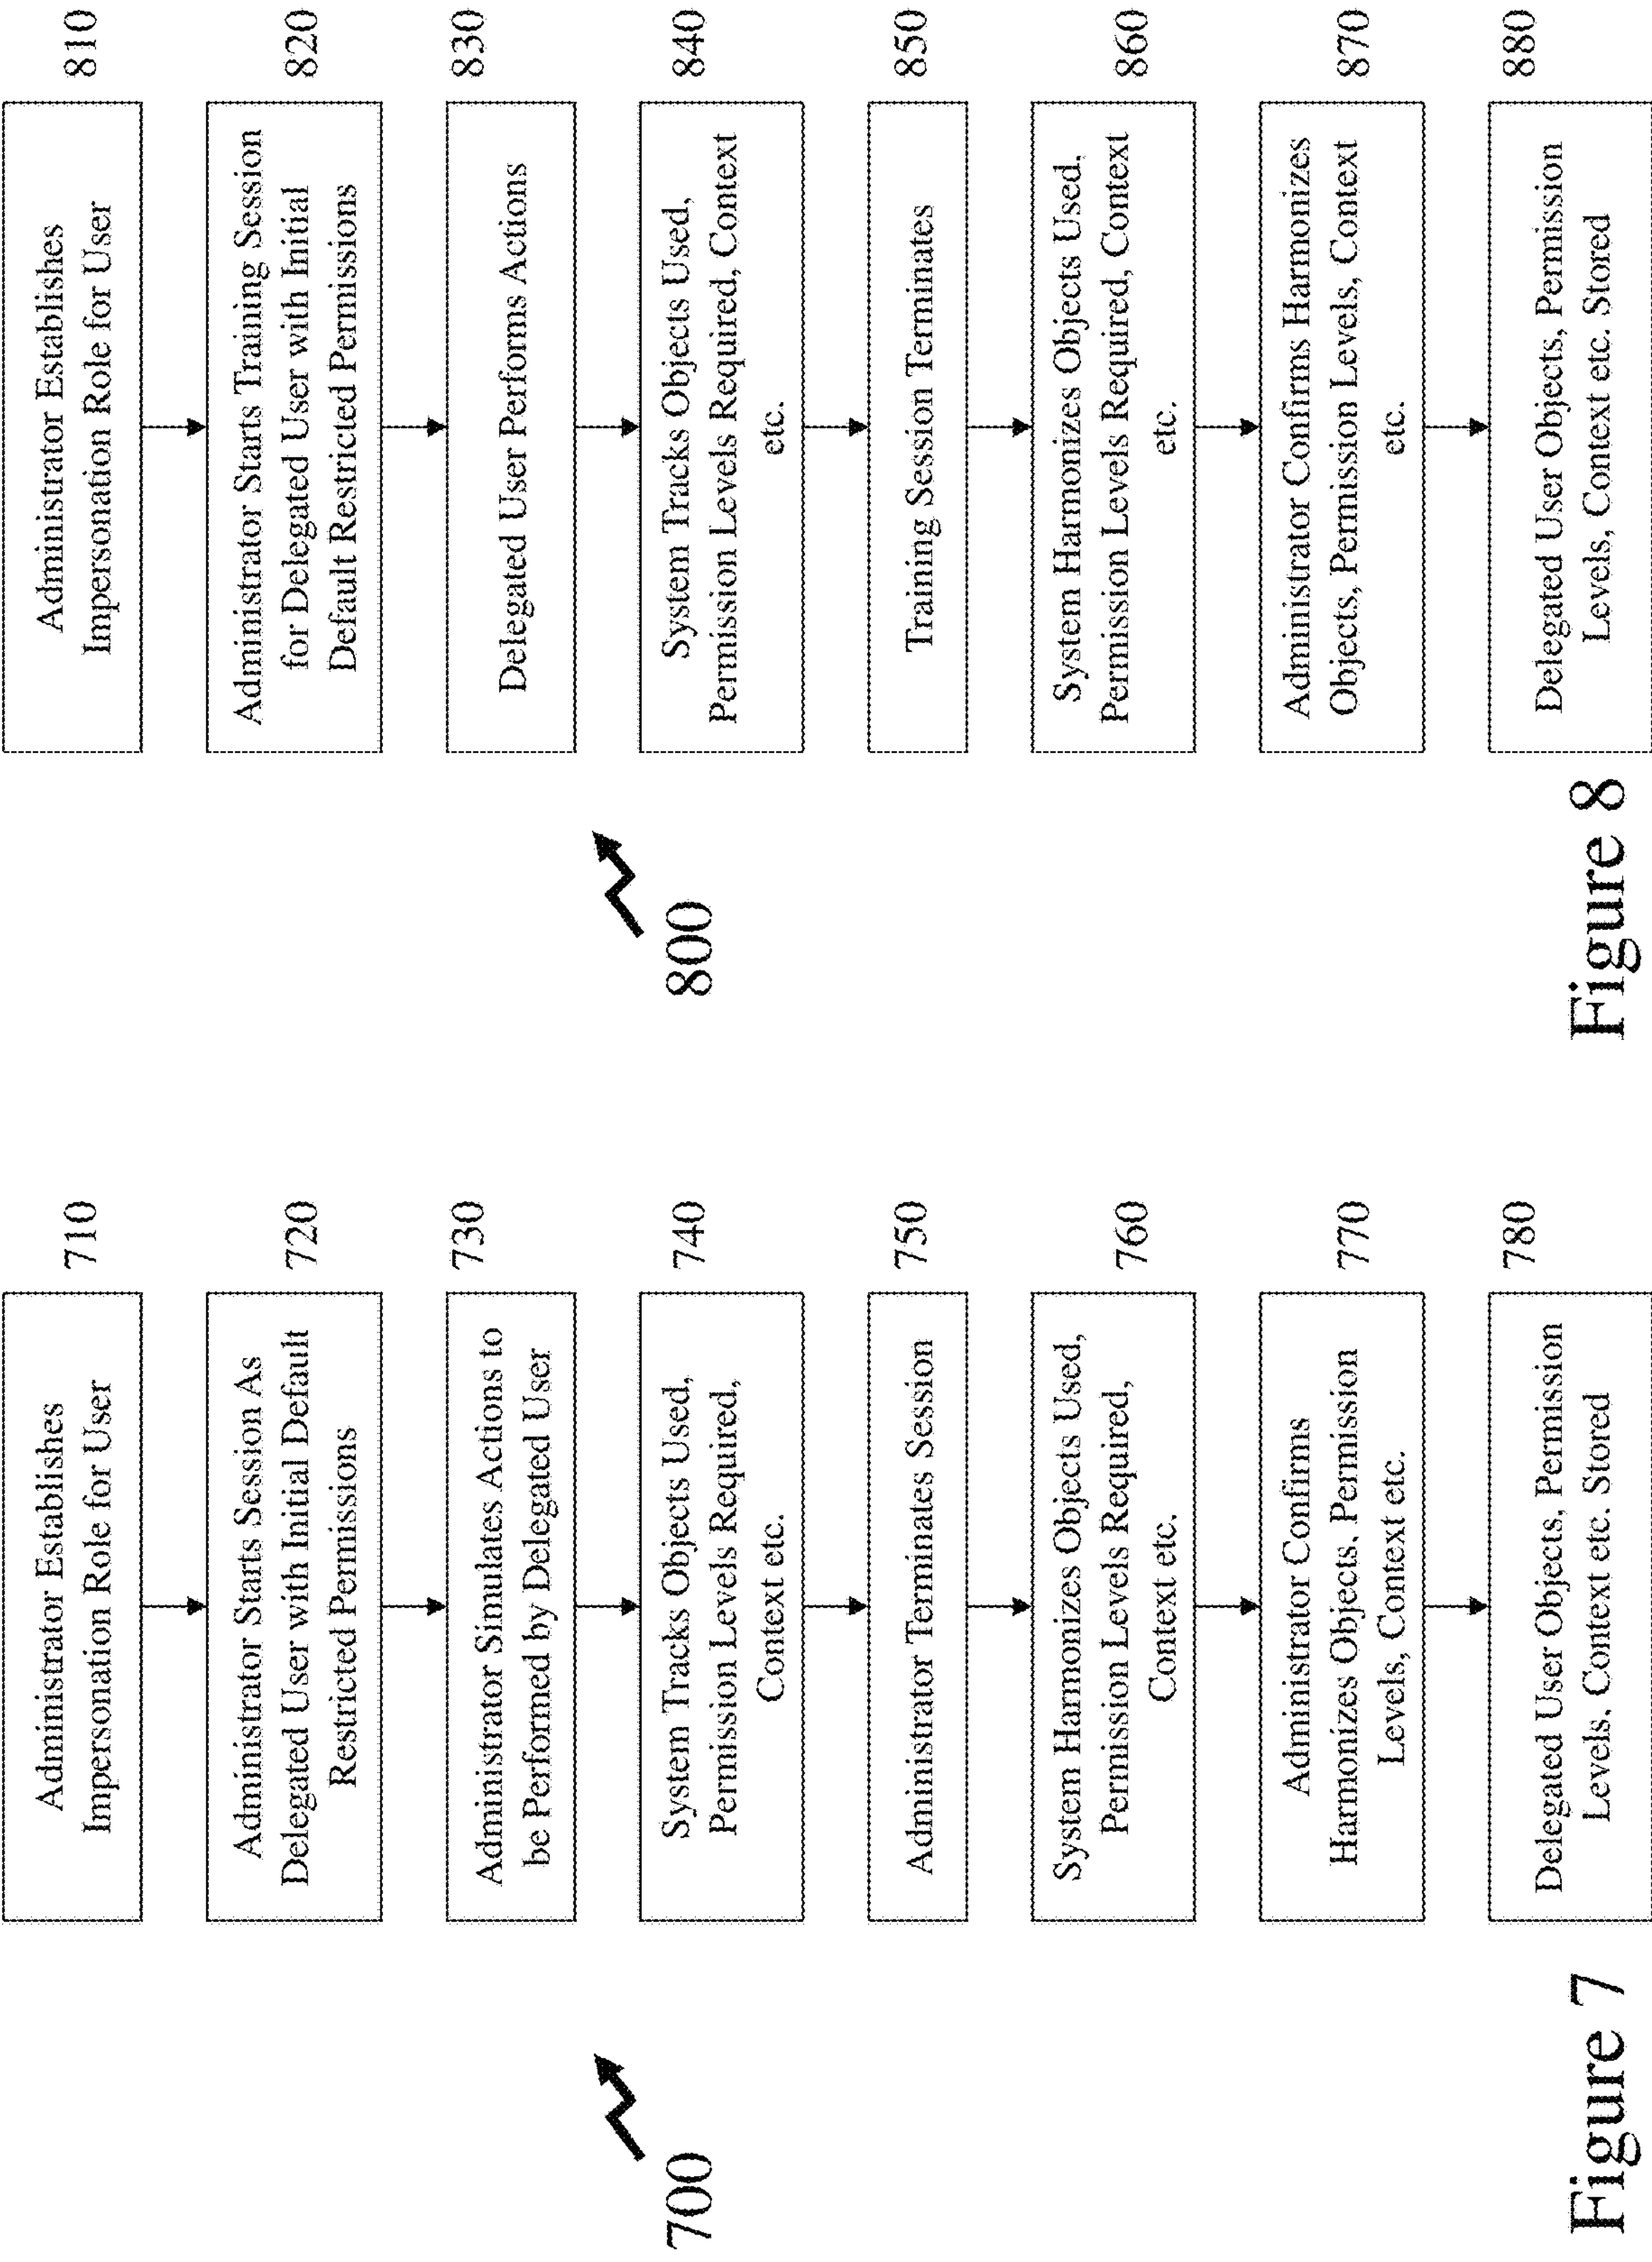 700
Administrator Establishes
Impersonation Role for User
710
Administrator Starts Session As
Delegated User with Initial Default
Restricted Permissions
720
Administrator Simulates Actions to
be Performed by Delegated User
730
System Tracks Objects Used,
Permission Levels Required,
Context etc.
740
Administrator Terminates Session
750
System Harmonizes Objects Used,
Permission Levels Required,
Context etc.
760
Administrator Confirms
Harmonizes Objects, Permission
Levels, Context etc.
770
Delegated User Objects, Permission
Levels, Context etc. Stored
780
Figure 7
800
Administrator Establishes
Impersonation Role for User
810
Administrator Starts Training Session
for Delegated User with Initial
Default Restricted Permissions
820
Delegated User Performs Actions
830
System Tracks Objects Used,
Permission Levels Required, Context
etc.
840
Training Session Terminates
850
System Harmonizes Objects Used,
Permission Levels Required, Context
etc.
860
Administrator Confirms Harmonizes
Objects, Permission Levels, Context
etc.
870
Delegated User Objects, Permission
Levels, Context etc. Stored
880
Figure 8